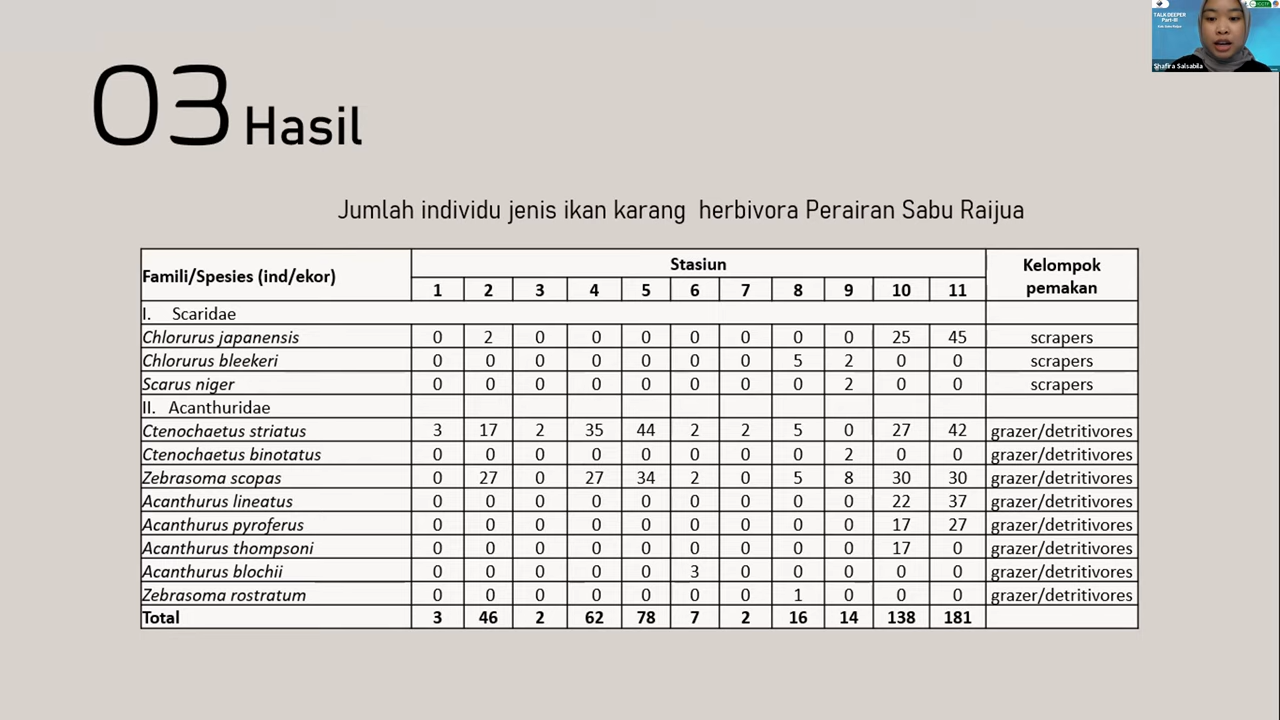 TALK DEEPER
Part-III
Shafira Salsabila
03 Hasil
Jumlah individu jenis ikan karang herbivora Perairan Sabu Raijua
Famili/Spesies (ind/ekor) Stasiun Kelompok pemakan
1 2 3 4 5 6 7 8 9 10 11
I. Scaridae
Chlorurus japanensis 0 2 0 0 0 0 0 0 0 25 45 scrapers
Chlorurus bleekeri 0 0 0 0 0 0 0 5 2 0 0 scrapers
Scarus niger 0 0 0 0 0 0 0 0 2 0 0 scrapers
II. Acanthuridae
Ctenochaetus striatus 3 17 2 35 44 2 2 5 0 27 42 grazer/detritivores
Ctenochaetus binotatus 0 0 0 0 0 0 0 0 2 0 0 grazer/detritivores
Zebrasoma scopas 0 27 0 27 34 2 0 5 8 30 30 grazer/detritivores
Acanthurus lineatus 0 0 0 0 0 0 0 0 0 22 37 grazer/detritivores
Acanthurus pyroferus 0 0 0 0 0 0 0 0 0 17 27 grazer/detritivores
Acanthurus thompsoni 0 0 0 0 0 0 0 0 0 17 0 grazer/detritivores
Acanthurus blochii 0 0 0 0 0 3 0 0 0 0 0 grazer/detritivores
Zebrasoma rostratum 0 0 0 0 0 0 0 1 0 0 0 grazer/detritivores
Total 3 46 2 62 78 7 2 16 14 138 181